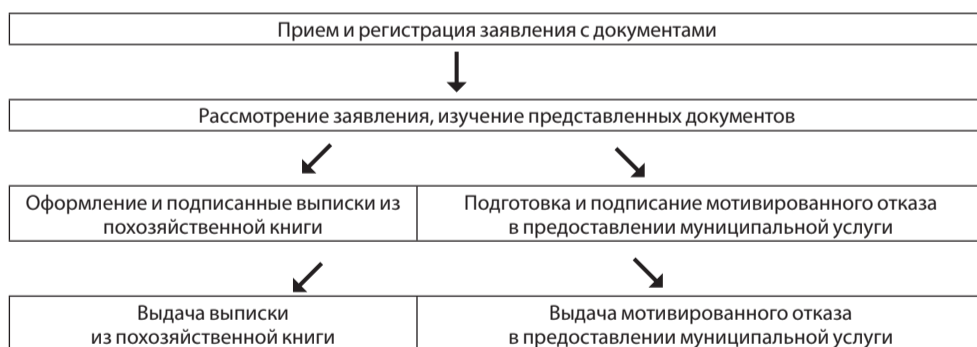 Прием и регистрация заявления с документами
Рассмотрение заявления, изучение представленных документов
Оформление и подписанные выписки из
похозяйственной книги
Подготовка и подписание мотивированного отказа
в предоставлении муниципальной услуги
Выдача выписки
из похозяйственной книги
Выдача мотивированного отказа
в предоставлении муниципальной услуги